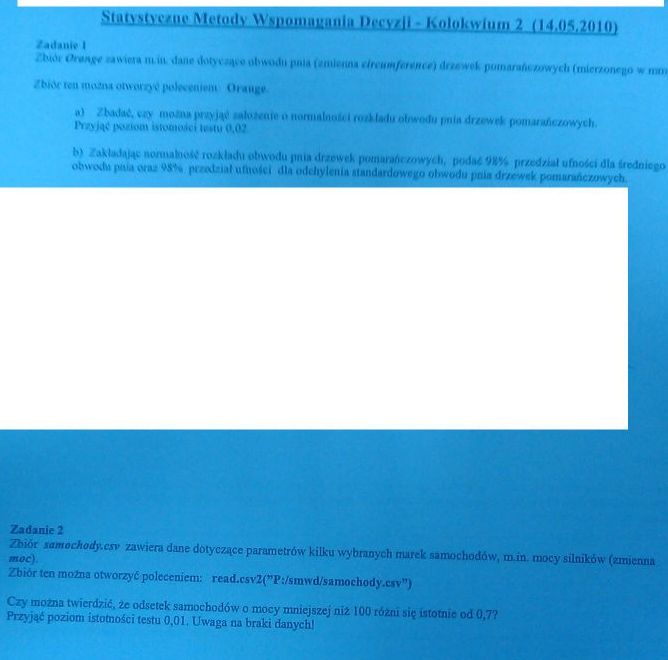 Statystyczne Metody Wspomagania Decyzji - Kolokwium 2 (14.05.2010)
Zadanie 1
Zbiór Orange zawiera m.in. dane dotyczące obwodu pnia (zmienna circumference) drzewek pomarańczowych (mierzonego w mm
Zbiór ten można otworzyć poleceniem: Orange.
a) Zbadać, czy można przyjąć założenie o normalności rozkładu obwodu pnia drzewek pomarańczowych.
Przyjąć poziom istotności testu 0,02.
b) Zakładając normalność rozkładu obwodu pnia drzewek pomarańczowych, podać 98% przedział ufności dla średniego
obwodu pnia oraz 98% przedział ufności dla odchylenia standardowego obwodu pnia drzewek pomarańczowych.
Zadanie 2
Zbiór samochody.csv zawiera dane dotyczące parametrów kilku wybranych marek samochodów, m.in. mocy silników (zmienna
moc).
Zbiór ten można otworzyć poleceniem: read.csv2("P:/smwd/samochody.csv")
Czy można twierdzić, że odsetek samochodów o mocy mniejszej niż 100 różni się istotnie od 0,7?
Przyjąć poziom istotności testu 0,01. Uwaga na braki danych!